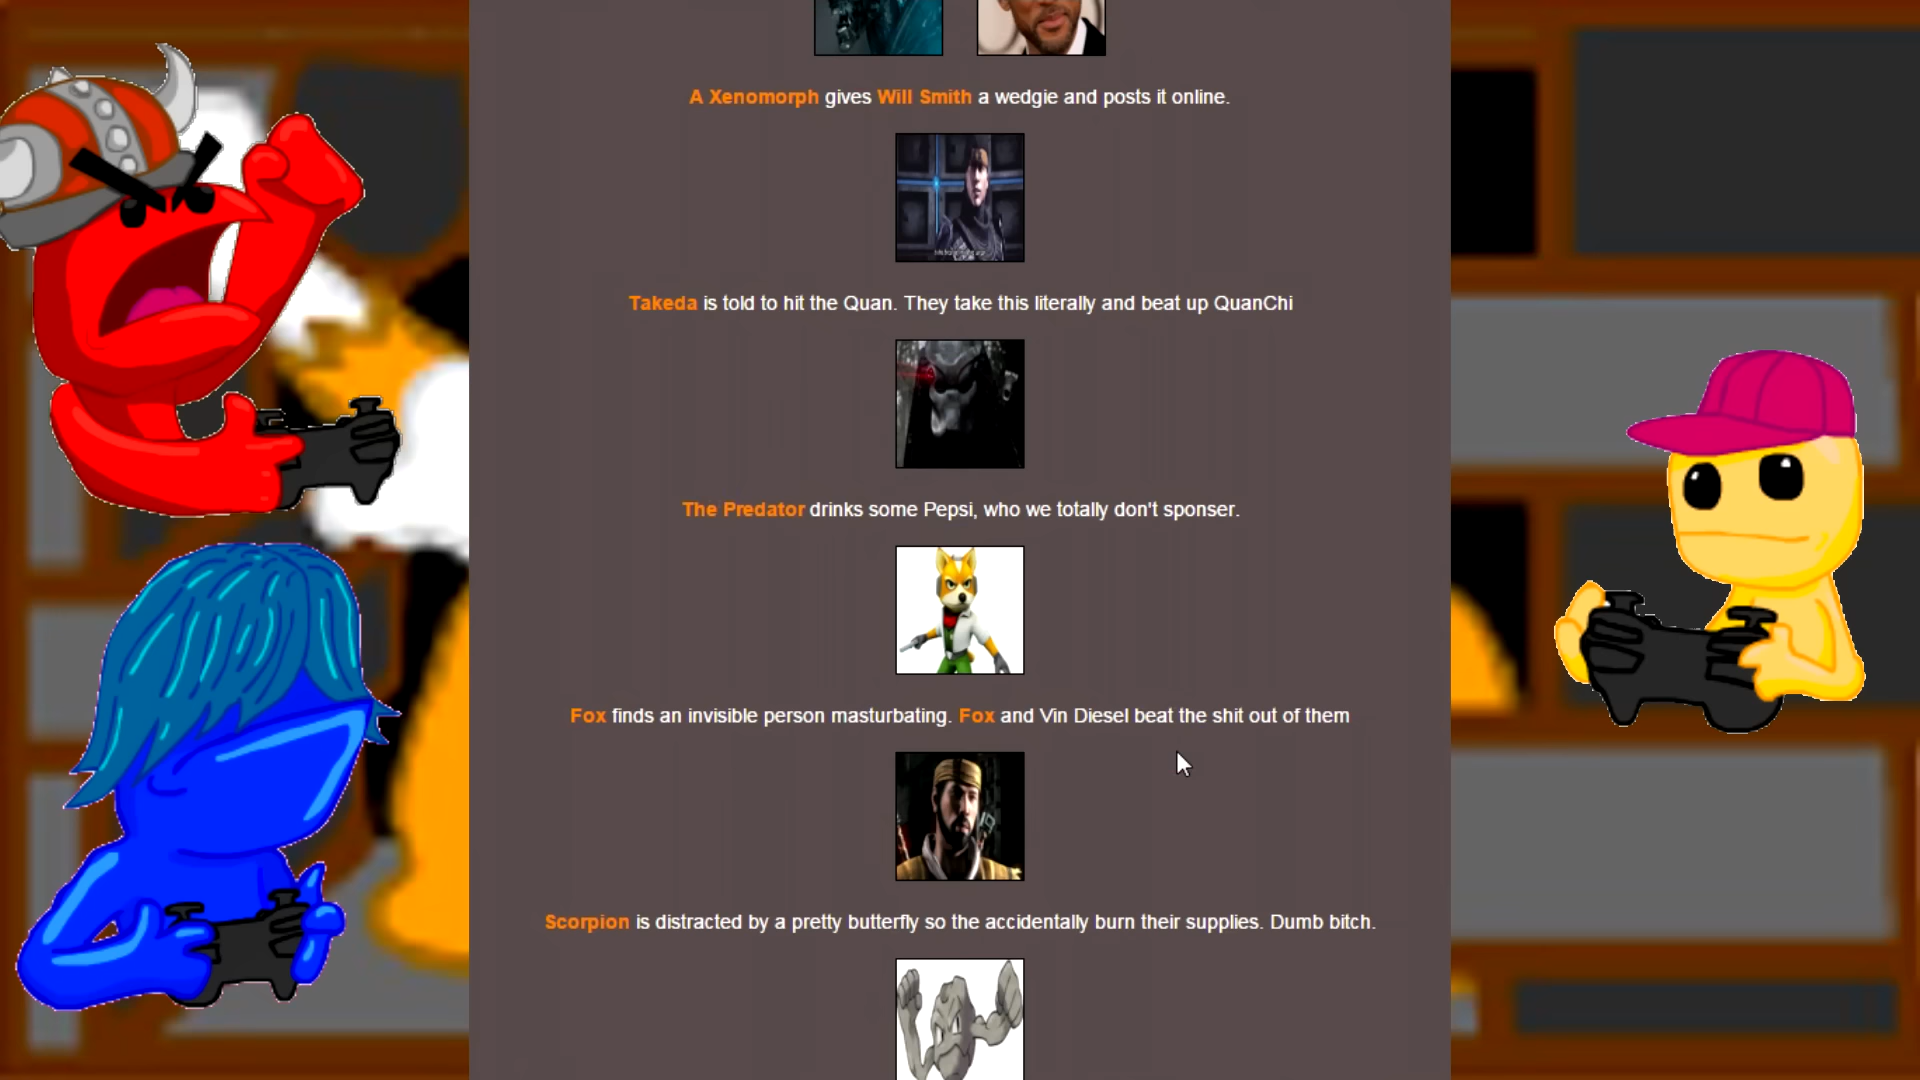 A Xenomorph gives Will Smith a wedgie and posts it online.
Takeda is told to hit the Quan. They take this literally and beat up QuanChi
The Predator drinks some Pepsi, who we totally don't sponser.
Fox finds an invisible person masturbating. Fox and Vin Diesel beat the shit out of them
Scorpion is distracted by a pretty butterfly so the accidentally burn their supplies. Dumb bitch.